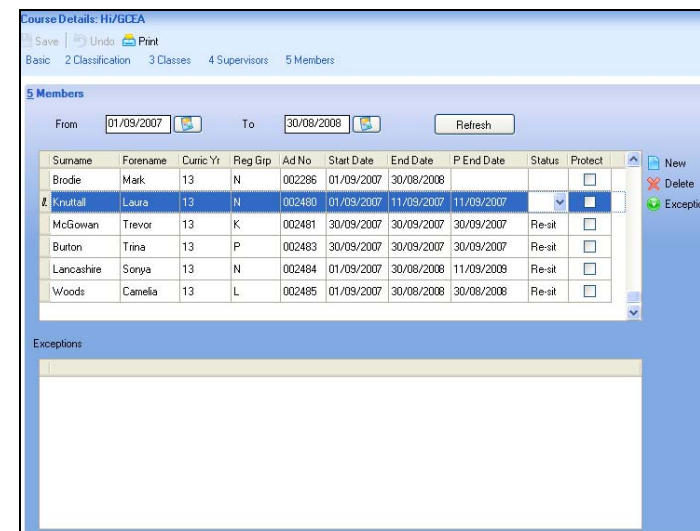 Course Details: Hi/GCEA
Save Undo Print
Basic 2 Classification 3 Classes 4 Supervisors 5 Members
5 Members
From 01/09/2007 To 30/08/2008 Refresh
Surname Forename Curric Yr Reg Grp Ad No Start Date End Date P End Date Status Protect
Brodie Mark 13 N 002286 01/09/2007 30/08/2008
Knuttall Laura 13 N 002480 01/09/2007 11/09/2007 11/09/2007
McGowan Trevor 13 K 002481 30/09/2007 30/09/2007 30/09/2007 Re-sit
Burton Trina 13 P 002483 30/09/2007 30/09/2007 30/09/2007 Re-sit
Lancashire Sonya 13 N 002484 01/09/2007 30/08/2008 11/09/2009 Re-sit
Woods Camelia 13 L 002485 01/09/2007 30/08/2008 30/08/2008 Re-sit
New
Delete
Exceptio
Exceptions